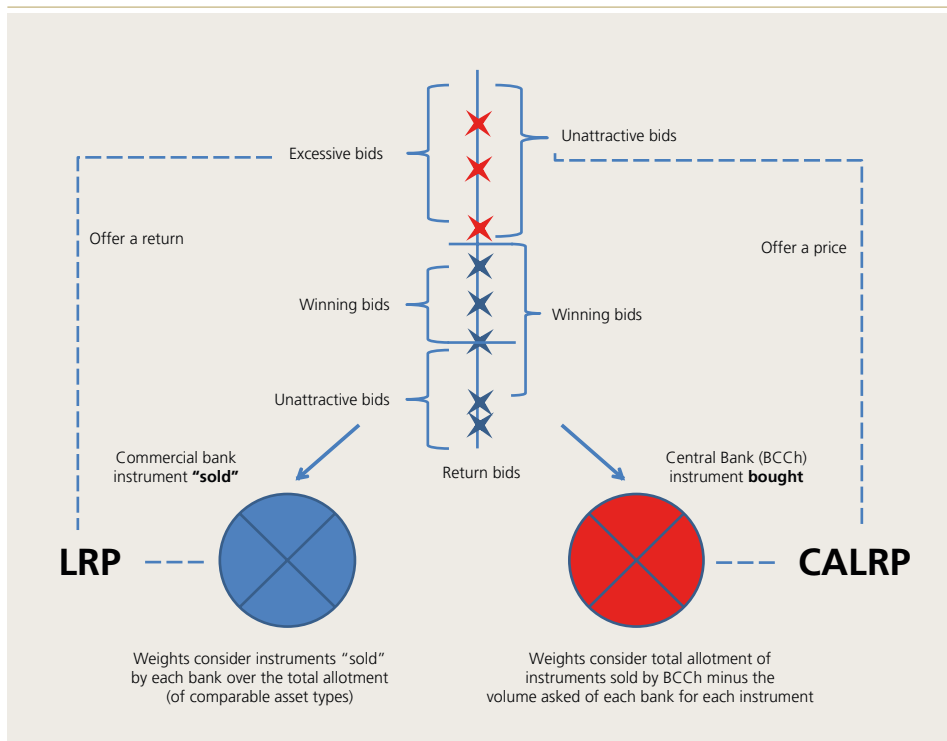 Unattractive bids
Excessive bids
Offer a return
Offer a price
Winning bids
Winning bids
Unattractive bids
Commercial bank
instrument “sold”
Return bids
Central Bank (BCCh)
instrument bought
LRP
CALRP
Weights consider instruments “sold”
by each bank over the total allotment
(of comparable asset types)
Weights consider total allotment of
instruments sold by BCCh minus the
volume asked of each bank for each instrument